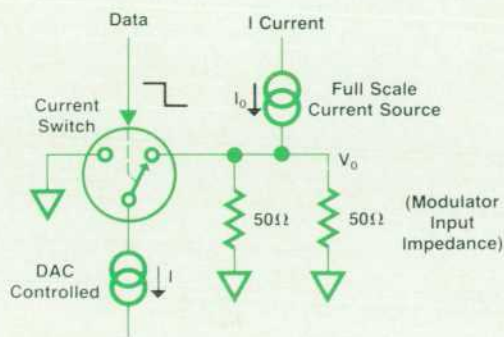 Data
I Current
Current
Switch
I₀
Full Scale
Current Source
V₀
50Ω
50Ω
(Modulator
Input
Impedance)
DAC
Controlled
I